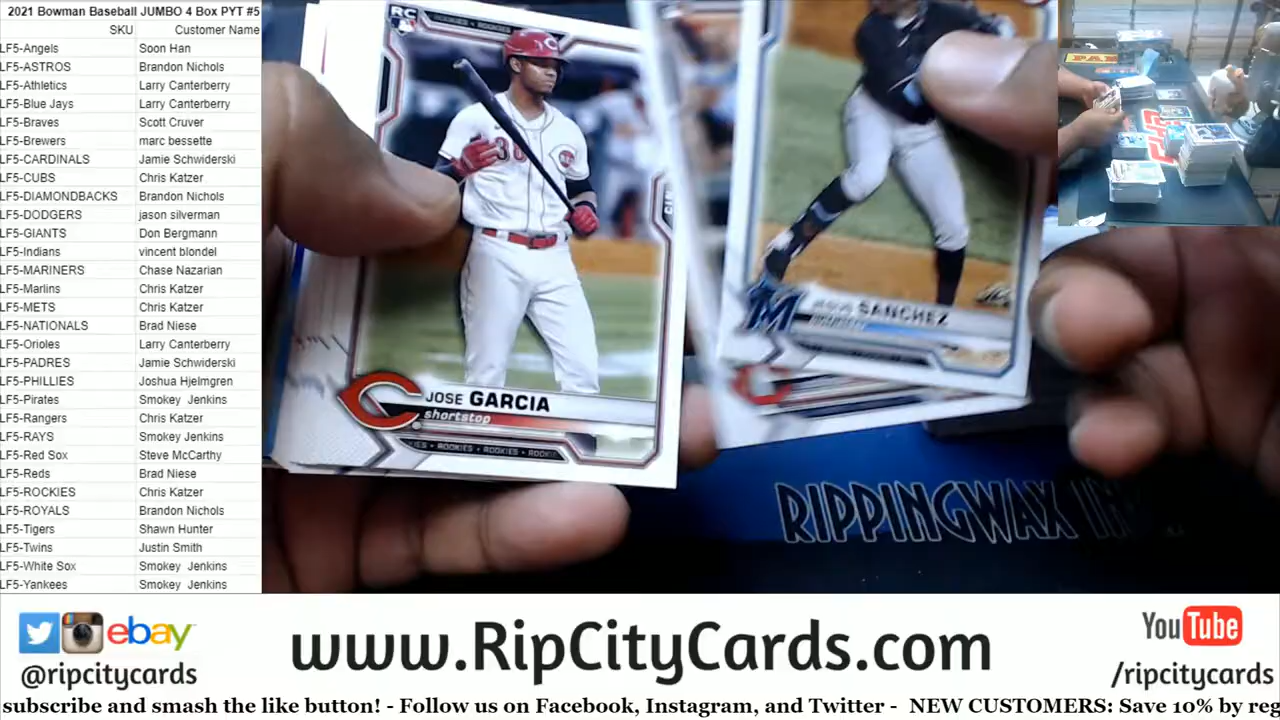 2021 Bowman Baseball JUMBO 4 Box PYT #5
SKU Customer Name
LF5-Angels Soon Han
LF5-ASTROS Brandon Nichols
LF5-Athletics Larry Canterberry
LF5-Blue Jays Larry Canterberry
LF5-Braves Scott Cruver
LF5-Brewers marc bessette
LF5-CARDINALS Jamie Schwiderski
LF5-CUBS Chris Katzer
LF5-DIAMONDBACKS Brandon Nichols
LF5-DODGERS jason silverman
LF5-GIANTS Don Bergmann
LF5-Indians vincent blondel
LF5-MARINERS Chase Nazarian
LF5-Marlins Chris Katzer
LF5-METS Chris Katzer
LF5-NATIONALS Brad Niese
LF5-Orioles Larry Canterberry
LF5-PADRES Jamie Schwiderski
LF5-PHILLIES Joshua Hjelmgren
LF5-Pirates Smokey Jenkins
LF5-Rangers Chris Katzer
LF5-RAYS Smokey Jenkins
LF5-Red Sox Steve McCarthy
LF5-Reds Brad Niese
LF5-ROCKIES Chris Katzer
LF5-ROYALS Brandon Nichols
LF5-Tigers Shawn Hunter
LF5-Twins Justin Smith
LF5-White Sox Smokey Jenkins
LF5-Yankees Smokey Jenkins
RC
JOSE GARCIA
shortstop
ROOKIES • ROOKIES
SANCHEZ
M
RIPPINGWAX
ebay
@ripcitycards
www.RipCityCards.com
YouTube
/ripcitycards
subscribe and smash the like button! - Follow us on Facebook, Instagram, and Twitter - NEW CUSTOMERS: Save 10% by reg